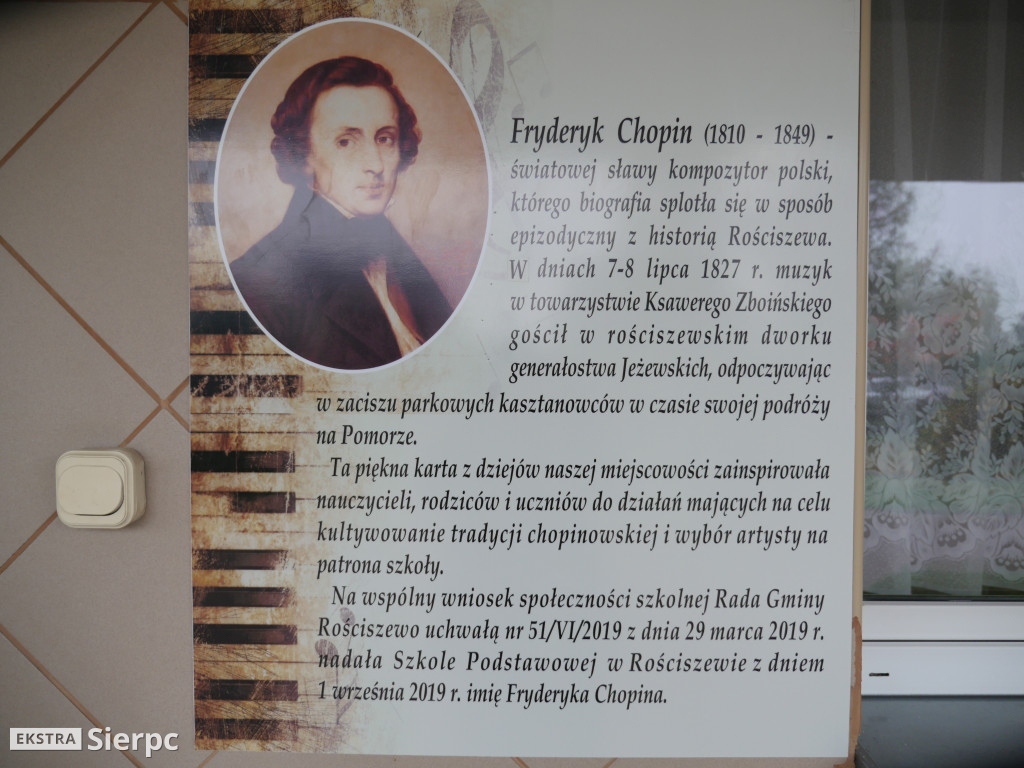 Fryderyk Chopin (1810 - 1849) -
światowej sławy kompozytor polski,
którego biografia splotła się w sposób
epizodyczny z historią Rościszewa.
W dniach 7-8 lipca 1827 r. muzyk
w towarzystwie Ksawerego Zboińskiego
gościł w rościszewskim dworku
generałostwa Jeżewskich, odpoczywając
w zaciszu parkowych kasztanowców w czasie swojej podróży
na Pomorze.
Ta piękna karta z dziejów naszej miejscowości zainspirowała
nauczycieli, rodziców i uczniów do działań mających na celu
kultywowanie tradycji chopinowskiej i wybór artysty na
patrona szkoły.
Na wspólny wniosek społeczności szkolnej Rada Gminy
Rościszewo uchwałą nr 51/VI/2019 z dnia 29 marca 2019 r.
nadała Szkole Podstawowej w Rościszewie z dniem
1 września 2019 r. imię Fryderyka Chopina.
EKSTRA Sierpc